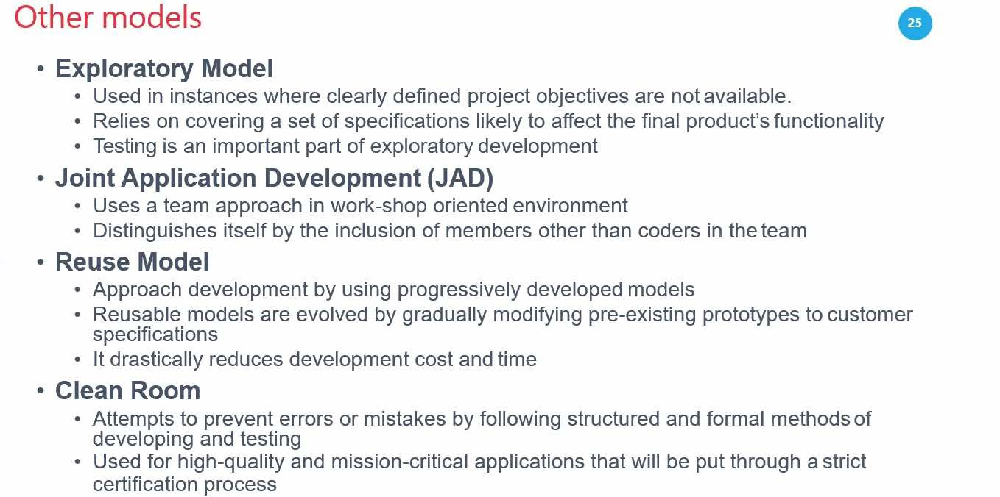 Other models
25
• Exploratory Model
• Used in instances where clearly defined project objectives are not available.
• Relies on covering a set of specifications likely to affect the final product’s functionality
• Testing is an important part of exploratory development
• Joint Application Development (JAD)
• Uses a team approach in work-shop oriented environment
• Distinguishes itself by the inclusion of members other than coders in the team
• Reuse Model
• Approach development by using progressively developed models
• Reusable models are evolved by gradually modifying pre-existing prototypes to customer
specifications
• It drastically reduces development cost and time
• Clean Room
• Attempts to prevent errors or mistakes by following structured and formal methods of
developing and testing
• Used for high-quality and mission-critical applications that will be put through a strict
certification process